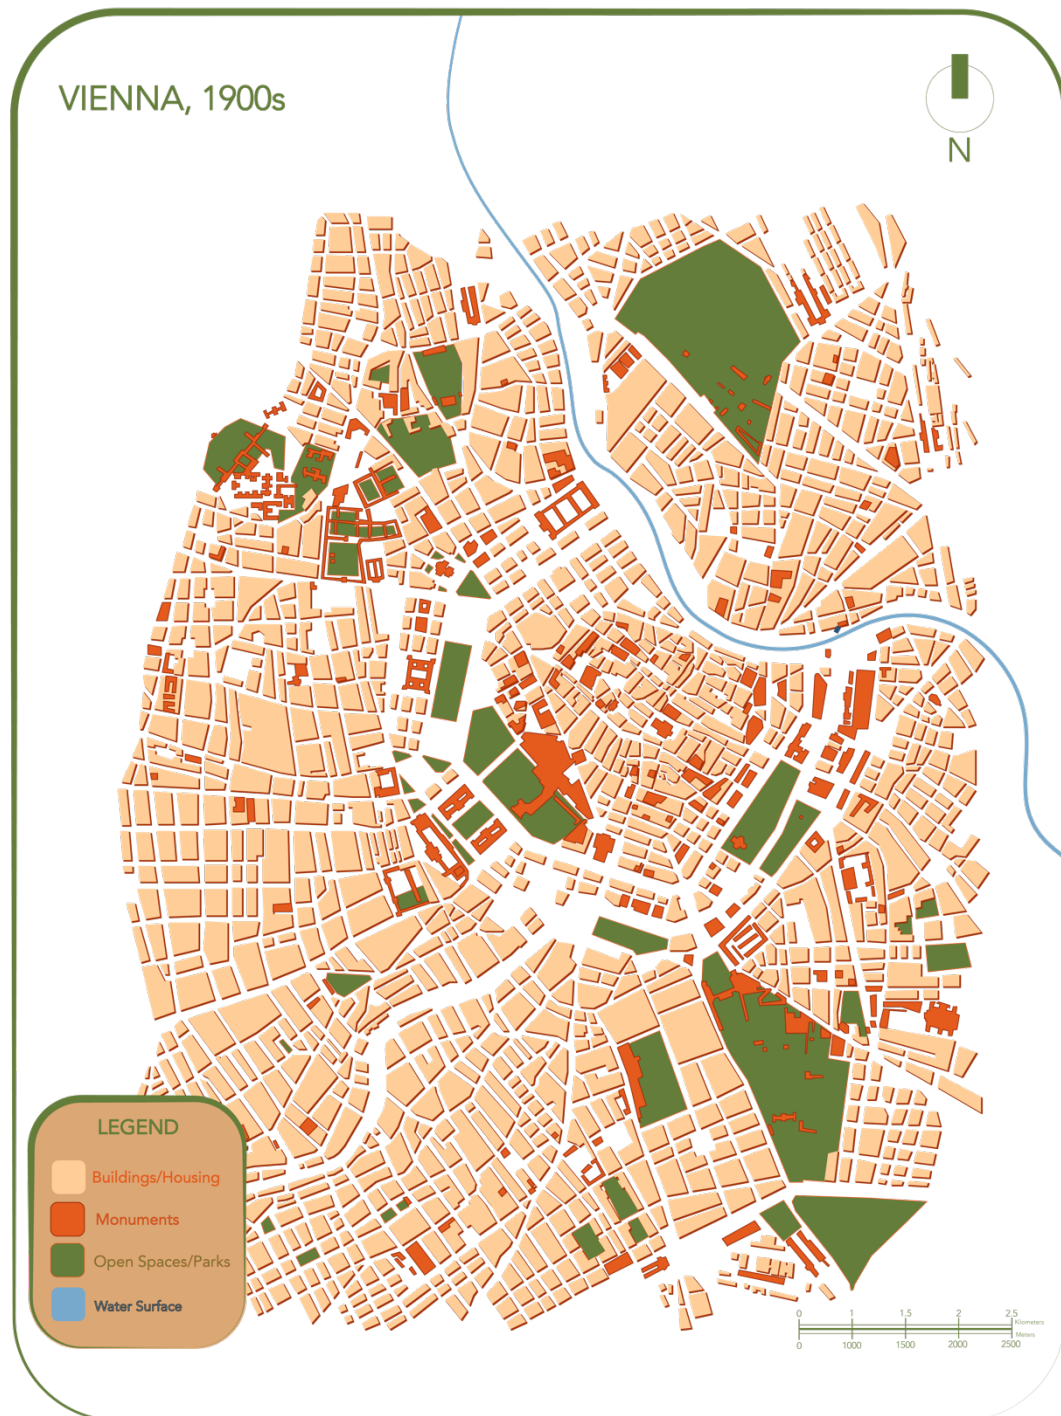 VIENNA, 1900s
N
LEGEND
Buildings/Housing
Monuments
Open Spaces/Parks
Water Surface
0 1 1.5 2 2.5
Kilometers
Meters
0 1000 1500 2000 2500